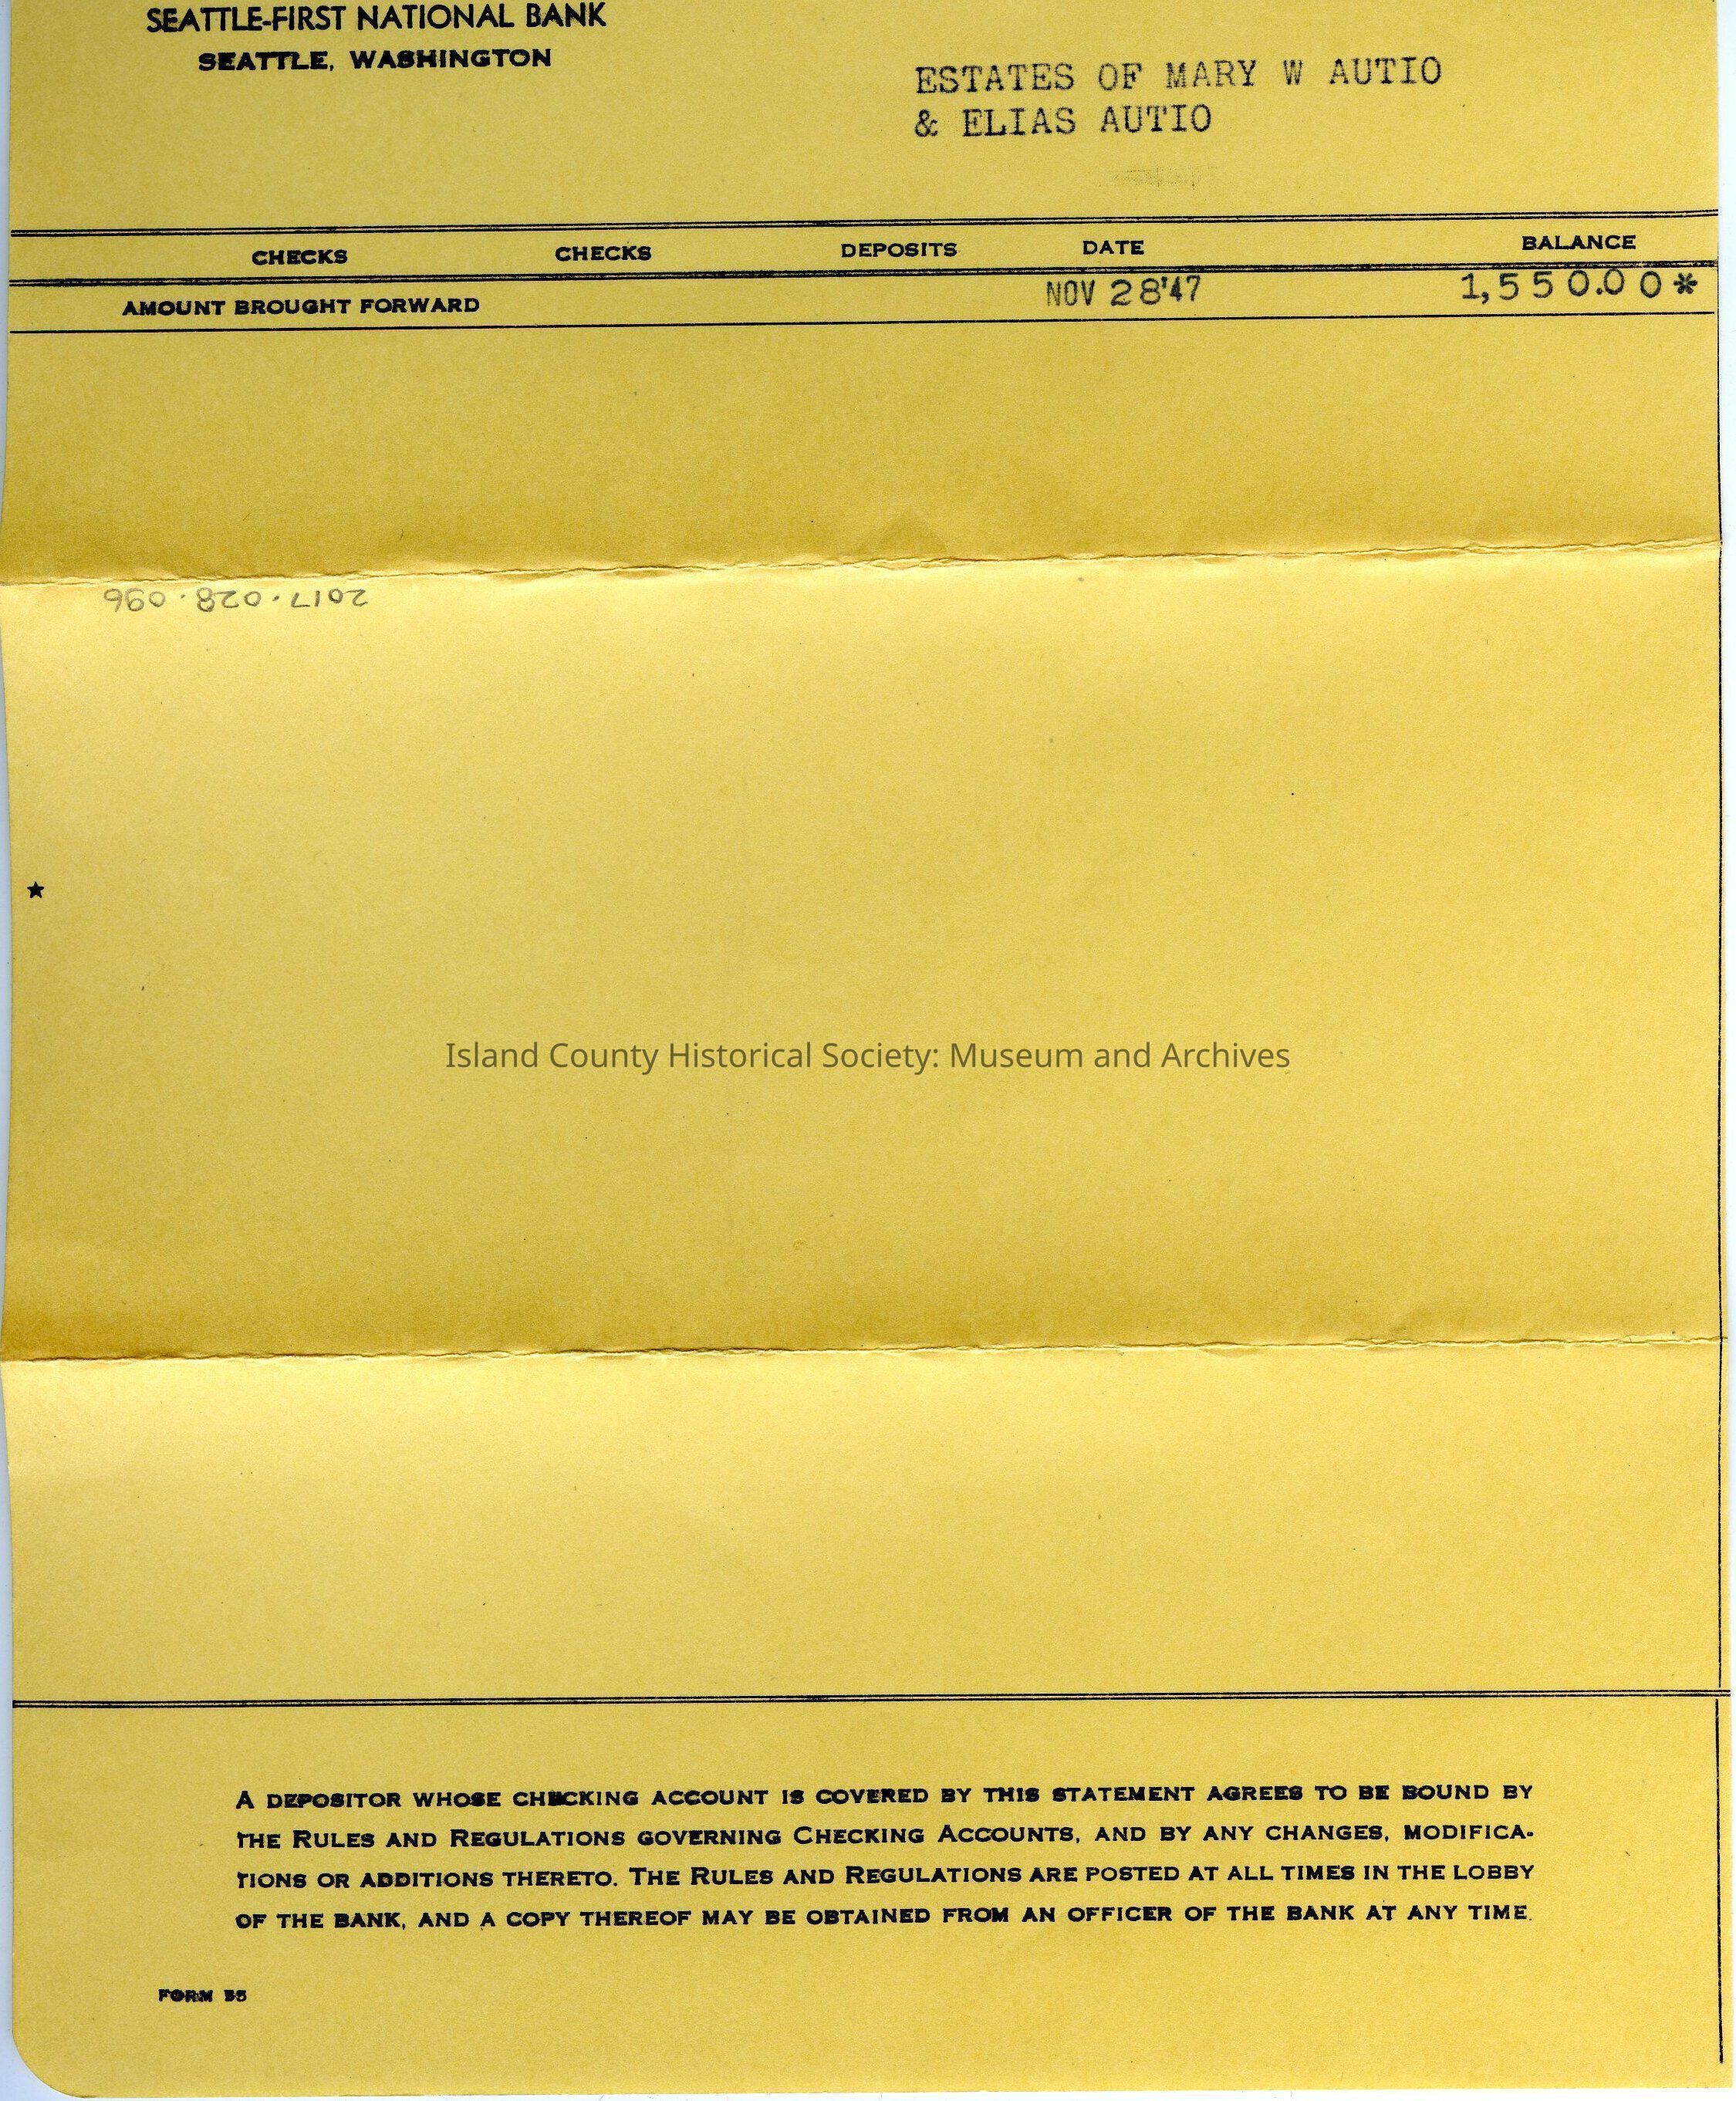 SEATTLE-FIRST NATIONAL BANK
SEATTLE, WASHINGTON
ESTATES OF MARY W AUTIO
& ELIAS AUTIO
CHECKS CHECKS DEPOSITS DATE BALANCE
AMOUNT BROUGHT FORWARD NOV 28'47 1,550.00*
2017.028.096
Island County Historical Society: Museum and Archives
A DEPOSITOR WHOSE CHECKING ACCOUNT IS COVERED BY THIS STATEMENT AGREES TO BE BOUND BY
THE RULES AND REGULATIONS GOVERNING CHECKING ACCOUNTS, AND BY ANY CHANGES, MODIFICA-
TIONS OR ADDITIONS THERETO. THE RULES AND REGULATIONS ARE POSTED AT ALL TIMES IN THE LOBBY
OF THE BANK, AND A COPY THEREOF MAY BE OBTAINED FROM AN OFFICER OF THE BANK AT ANY TIME.
FORM